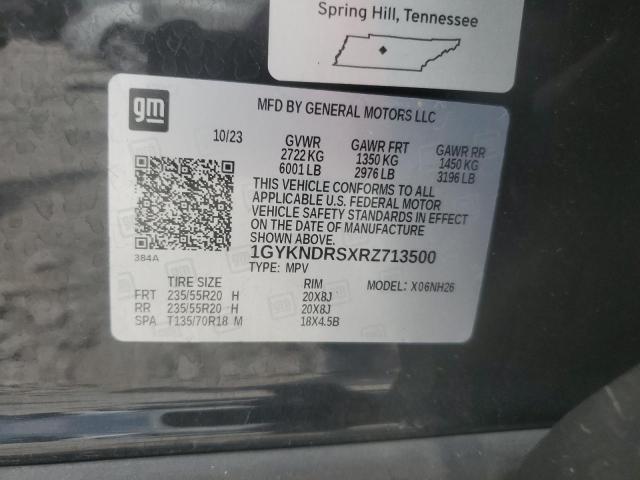 Spring Hill, Tennessee
gm
MFD BY GENERAL MOTORS LLC
10/23 GVWR GAWR FRT GAWR RR
2722 KG 1350 KG 1450 KG
6001 LB 2976 LB 3196 LB
THIS VEHICLE CONFORMS TO ALL
APPLICABLE U.S. FEDERAL MOTOR
VEHICLE SAFETY STANDARDS IN EFFECT
ON THE DATE OF MANUFACTURE
SHOWN ABOVE.
384A
1GYKNDRSXRZ713500
TYPE: MPV MODEL: X06NH26
TIRE SIZE RIM
FRT 235/55R20 H 20X8J
RR 235/55R20 H 20X8J
SPA T135/70R18 M 18X4.5B